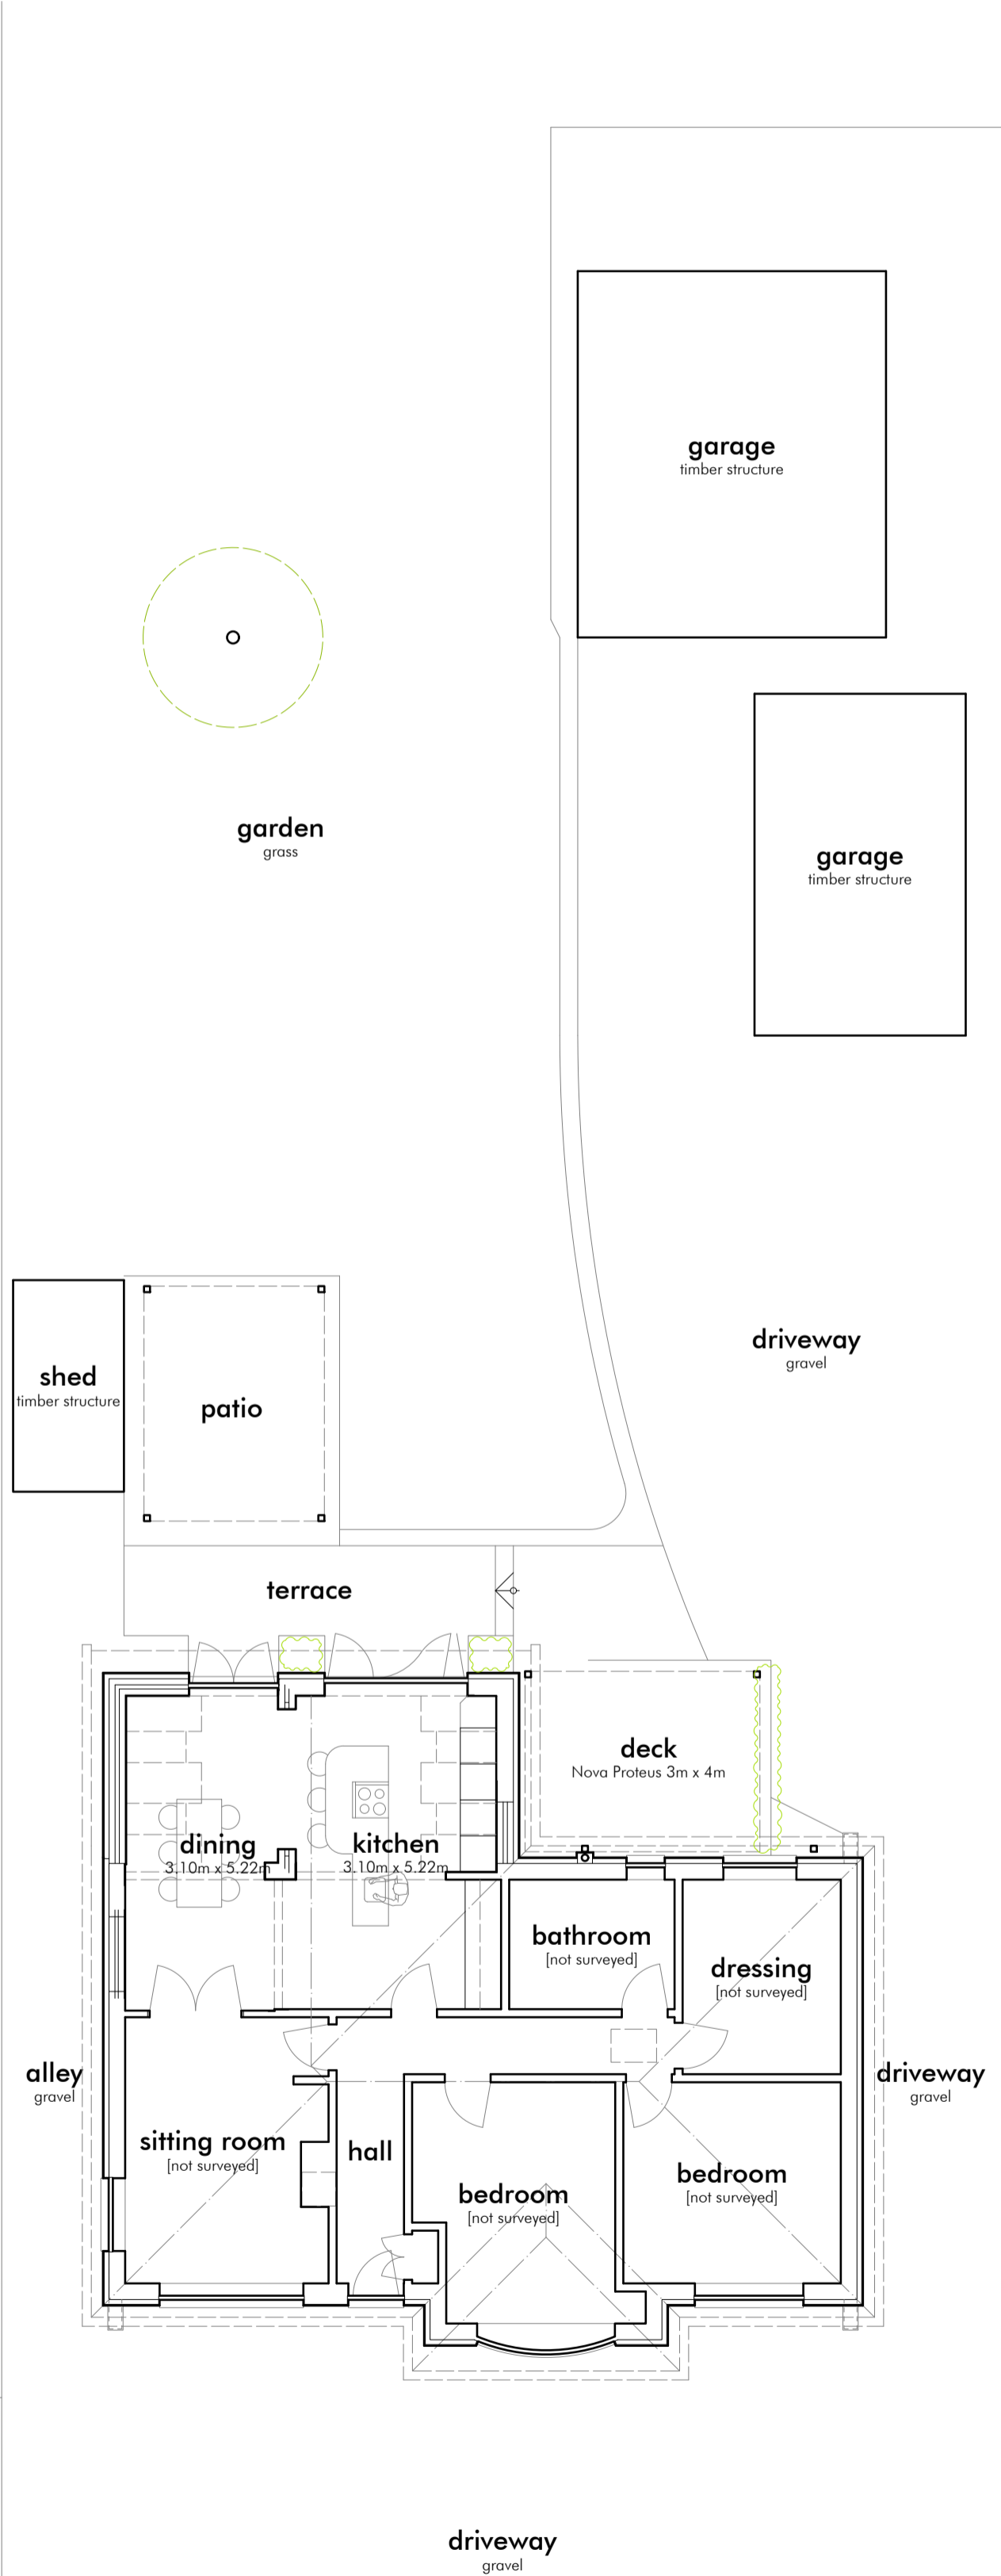 garage
timber structure
garden
grass
garage
timber structure
driveway
gravel
shed
timber structure
patio
terrace
deck
Nova Proteus 3m x 4m
dining
3.10m x 5.22m
kitchen
3.10m x 5.22m
bathroom
[not surveyed]
dressing
[not surveyed]
alley
gravel
driveway
gravel
sitting room
[not surveyed]
hall
bedroom
[not surveyed]
bedroom
[not surveyed]
driveway
gravel